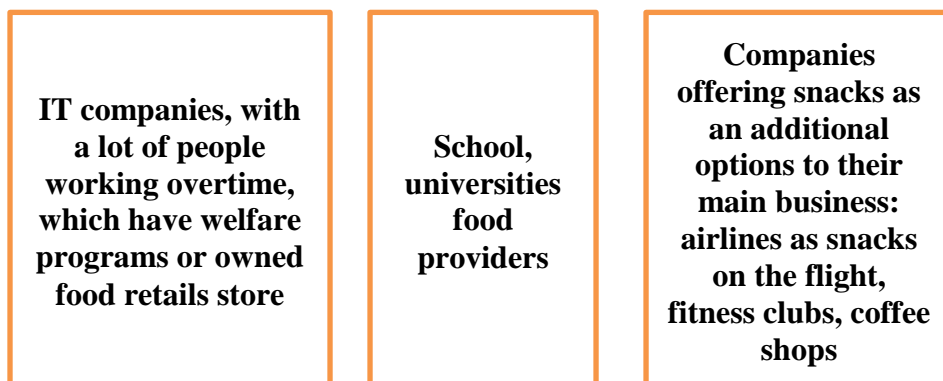 IT companies, with
a lot of people
working overtime,
which have welfare
programs or owned
food retails store
School,
universities
food
providers
Companies
offering snacks as
an additional
options to their
main business:
airlines as snacks
on the flight,
fitness clubs, coffee
shops